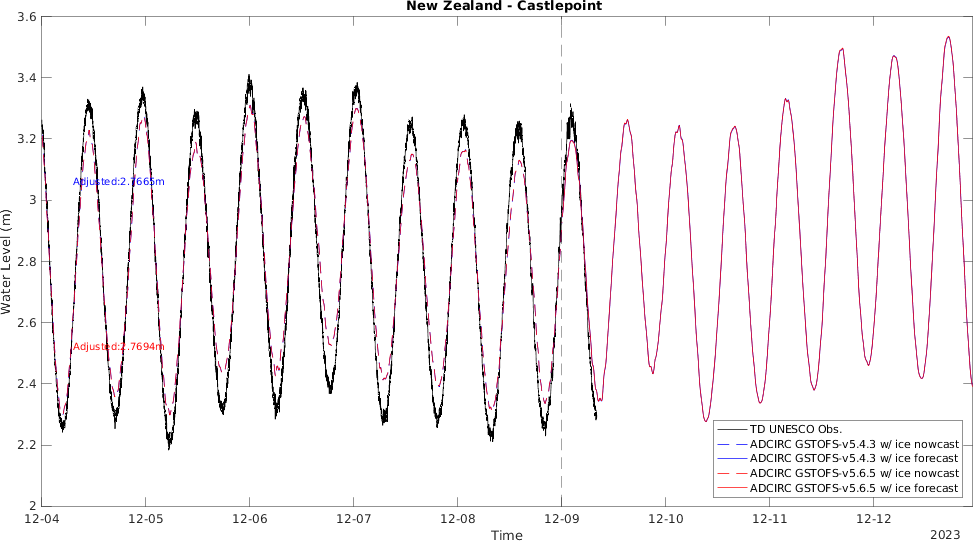 New Zealand - Castlepoint
3.6
3.4
3.2
3
2.8
2.6
2.4
2.2
2
Water Level (m)
Adjusted:2.7665m
Adjusted:2.7694m
TD UNESCO Obs.
ADCIRC GSTOFS-v5.4.3 w/ ice nowcast
ADCIRC GSTOFS-v5.4.3 w/ ice forecast
ADCIRC GSTOFS-v5.6.5 w/ ice nowcast
ADCIRC GSTOFS-v5.6.5 w/ ice forecast
12-04 12-05 12-06 12-07 12-08 12-09 12-10 12-11 12-12
Time
2023